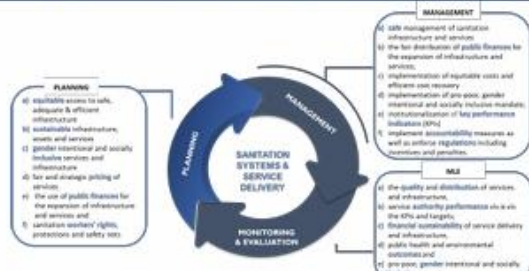 MANAGEMENT
a) safe management of sanitation
infrastructure and services
b) the fair distribution of public finances for
the expansion of infrastructure and
services,
c) implementation of equitable costs and
efficient cost recovery
d) implementation of pro-poor, gender
intentional and socially inclusive mandate
e) institutionalization of key performance
indicators (KPIs)
f) implement accountability measures as
well as enforce regulations including
incentives and penalties.
PLANNING
a) equitable access to safe,
adequate & efficient
infrastructure
b) sustainable infrastructure,
assets and services
c) gender intentional and socially
inclusive services and
infrastructure
d) fair and strategic pricing of
services
e) the use of public finances for
the expansion of infrastructure
and services and
f) sanitation workers' rights,
protections and safety nets
PLANNING
MANAGEMENT
SANITATION
SYSTEMS &
SERVICE
DELIVERY
MONITORING
& EVALUATION
MLE
a) the quality and distribution of services
and infrastructure,
b) service authority performance vis-à-vis
the KPIs and targets,
c) financial sustainability of service delivery
and infrastructure,
d) public health and environmental
outcomes and
e) pro-poor, gender intentional and socially